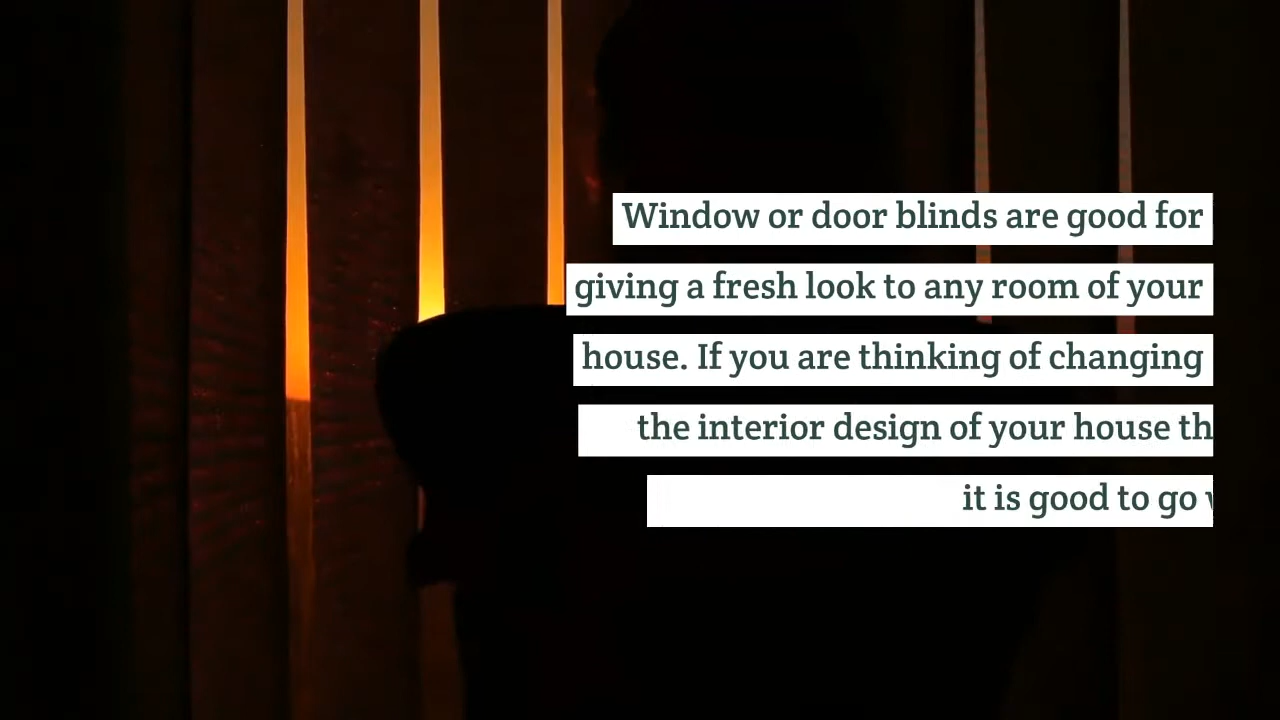 Window or door blinds are good for
giving a fresh look to any room of your
house. If you are thinking of changing
the interior design of your house
it is good to go